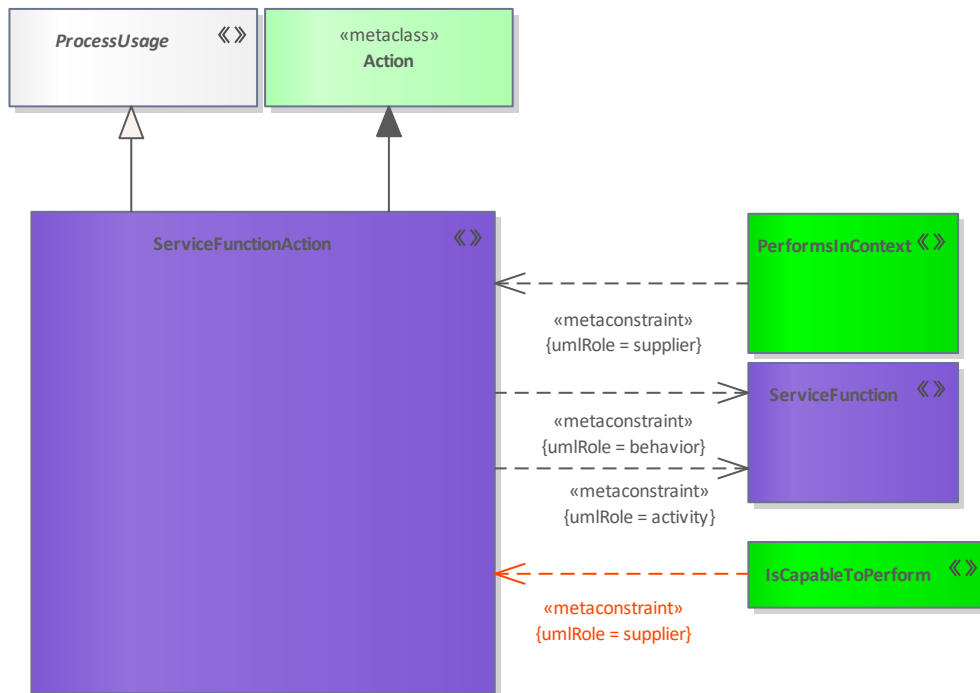 ProcessUsage
«»
«metaclass»
Action
ServiceFunctionAction
«»
PerformsInContext
«»
«metaconstraint»
{umlRole = supplier}
ServiceFunction
«»
«metaconstraint»
{umlRole = behavior}
«metaconstraint»
{umlRole = activity}
IsCapableToPerform
«»
«metaconstraint»
{umlRole = supplier}